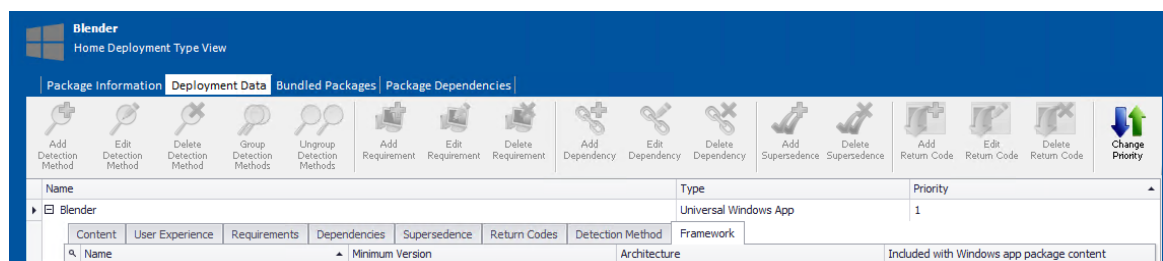 Blender
Home Deployment Type View
Package Information Deployment Data Bundled Packages Package Dependencies
Add Detection Method Edit Detection Method Delete Detection Method Group Detection Methods Ungroup Detection Methods Add Requirement Edit Requirement Delete Requirement Add Dependency Edit Dependency Delete Dependency Add Supersedence Delete Supersedence Add Return Code Edit Return Code Delete Return Code Change Priority
Name Type Priority
Blender Universal Windows App 1
Content User Experience Requirements Dependencies Supersedence Return Codes Detection Method Framework
Name Minimum Version Architecture Included with Windows app package content